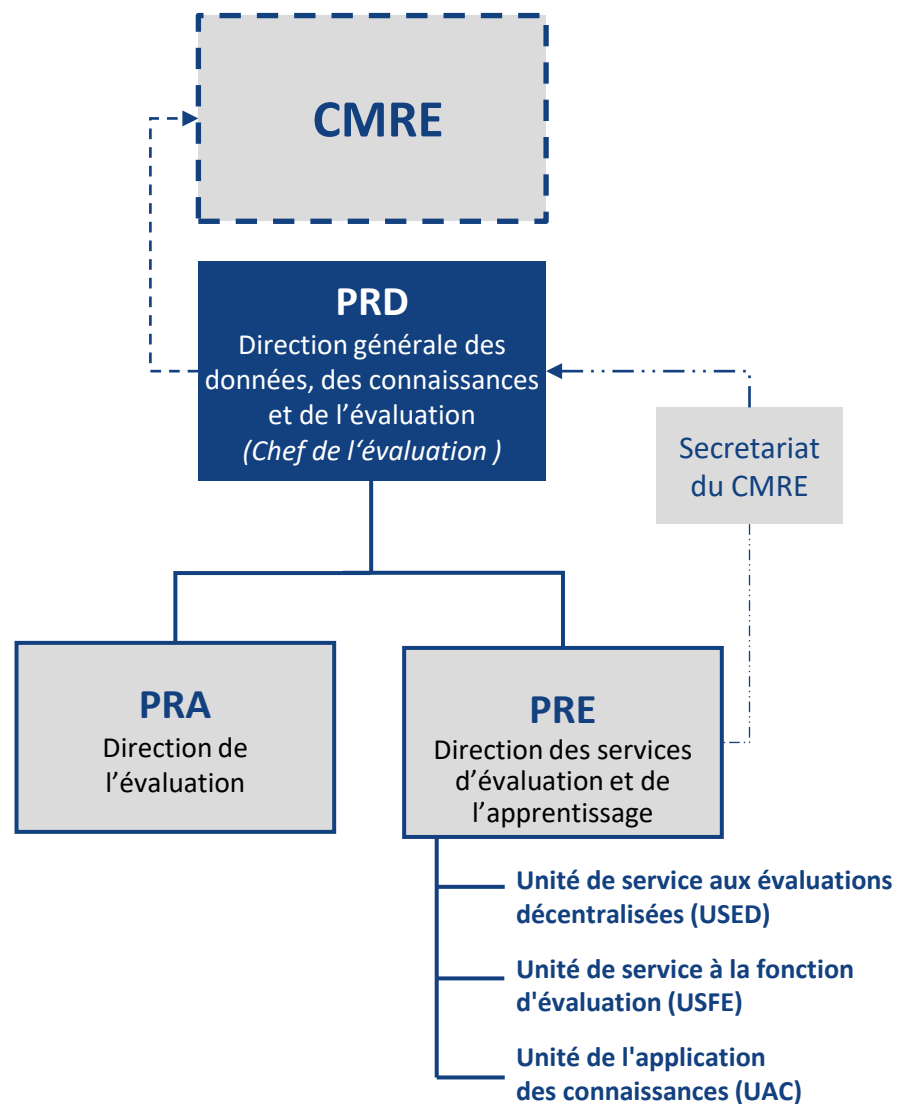 CMRE
PRD
Direction générale des
données, des connaissances
et de l’évaluation
(Chef de l‘évaluation )
Secretariat
du CMRE
PRA
Direction de
l’évaluation
PRE
Direction des services
d’évaluation et de
l’apprentissage
Unité de service aux évaluations
décentralisées (USED)
Unité de service à la fonction
d'évaluation (USFE)
Unité de l'application
des connaissances (UAC)